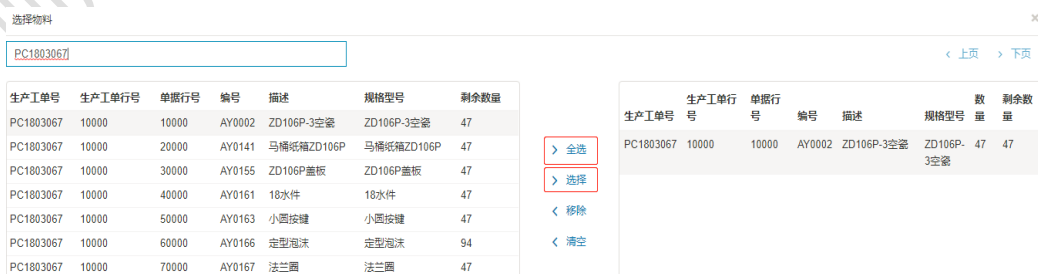 选择物料
×
PC1803067
< 上页 > 下页
生产工单号 生产工单行号 单据行号 编号 描述 规格型号 剩余数量
PC1803067 10000 10000 AY0002 ZD106P-3空瓷 ZD106P-3空瓷 47
PC1803067 10000 20000 AY0141 马桶纸箱ZD106P 马桶纸箱ZD106P 47
PC1803067 10000 30000 AY0155 ZD106P盖板 ZD106P盖板 47
PC1803067 10000 40000 AY0161 18水件 18水件 47
PC1803067 10000 50000 AY0163 小圆按键 小圆按键 47
PC1803067 10000 60000 AY0166 定型泡沫 定型泡沫 94
PC1803067 10000 70000 AY0167 法兰圈 法兰圈 47
> 全选
> 选择
< 移除
< 清空
生产工单号 生产工单行号 单据行号 编号 描述 规格型号 数量 剩余数量
PC1803067 10000 10000 AY0002 ZD106P-3空瓷 ZD106P-3空瓷 47 47